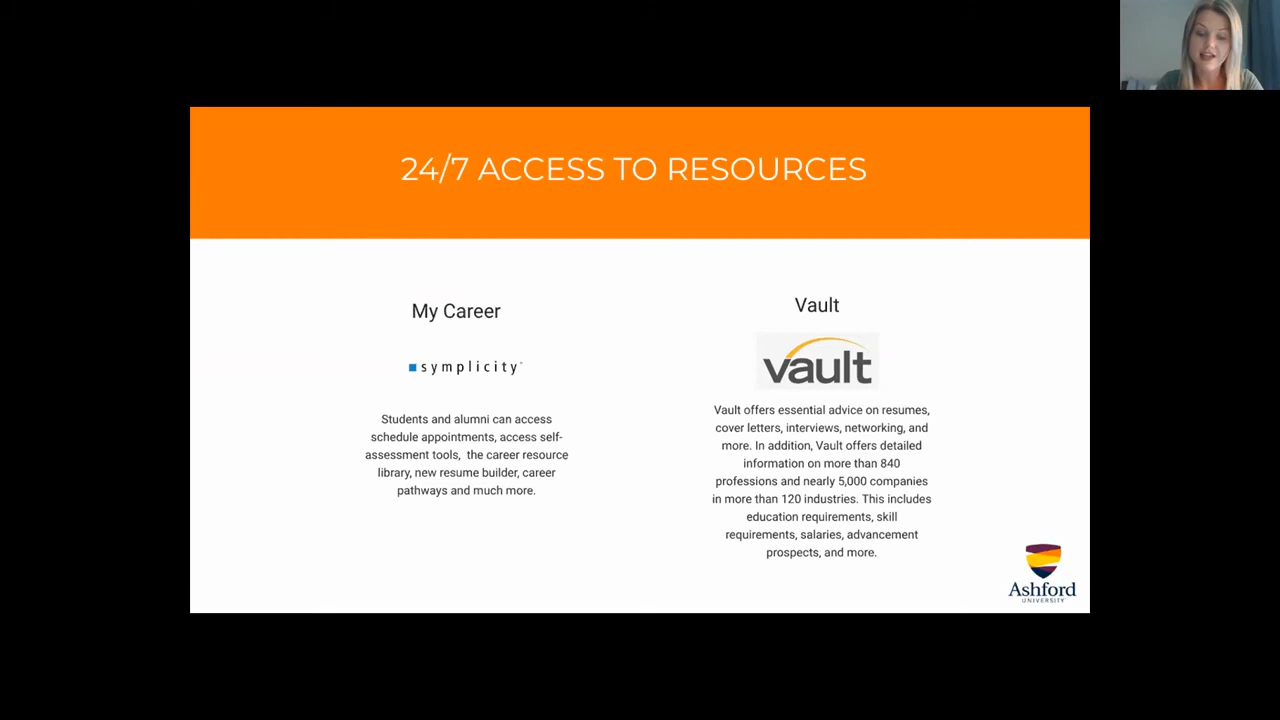 24/7 ACCESS TO RESOURCES
My Career
symplicity™
Students and alumni can access
schedule appointments, access self-
assessment tools,  the career resource
library, new resume builder, career
pathways and much more.
Vault
vault
Vault offers essential advice on resumes,
cover letters, interviews, networking, and
more. In addition, Vault offers detailed
information on more than 840
professions and nearly 5,000 companies
in more than 120 industries. This includes
education requirements, skill
requirements, salaries, advancement
prospects, and more.
Ashford
UNIVERSITY